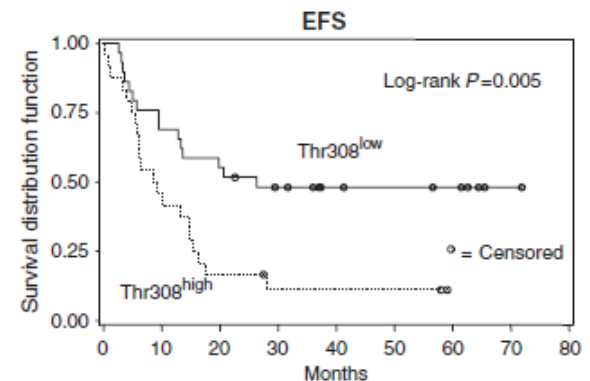 EFS
Survival distribution function
1.00
0.75
0.50
0.25
0.00
Log-rank P=0.005
Thr308low
Thr308high
= Censored
0 10 20 30 40 50 60 70 80
Months